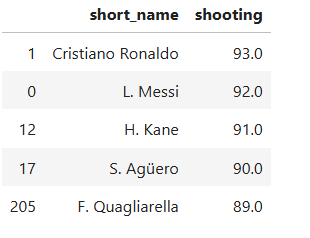 short_name shooting
1 Cristiano Ronaldo 93.0
0 L. Messi 92.0
12 H. Kane 91.0
17 S. Agüero 90.0
205 F. Quagliarella 89.0